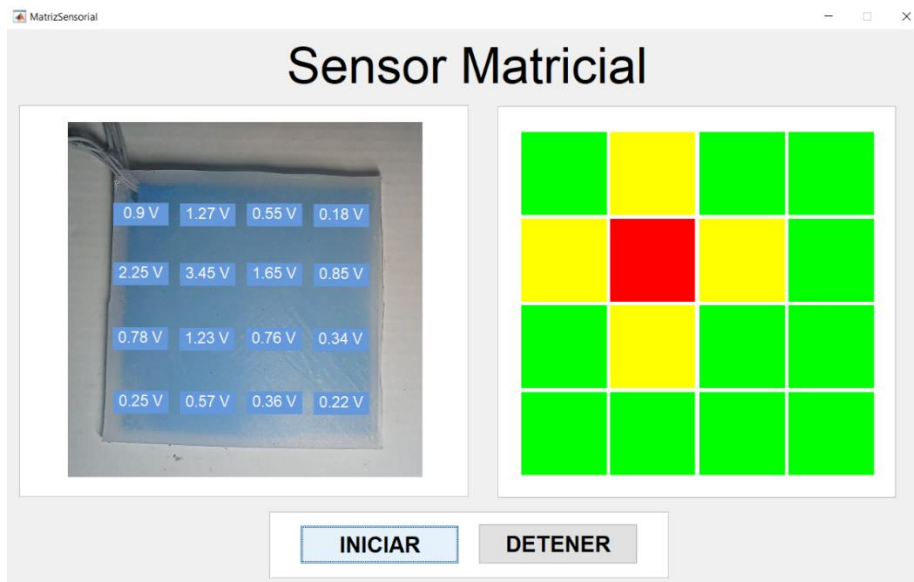 MatrizSensorial
Sensor Matricial
0.9 V 1.27 V 0.55 V 0.18 V
2.25 V 3.45 V 1.65 V 0.85 V
0.78 V 1.23 V 0.76 V 0.34 V
0.25 V 0.57 V 0.36 V 0.22 V
INICIAR DETENER